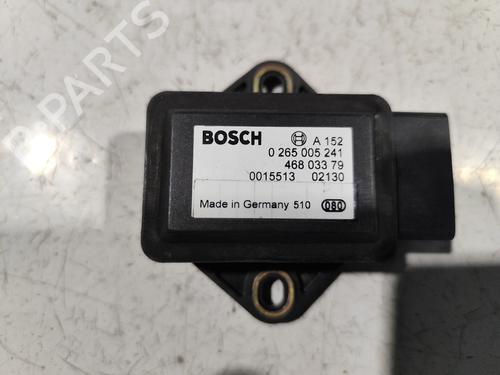 B PARTS
BOSCH A 152
0 265 005 241
468 033 79
0015513 02130
Made in Germany 510 080